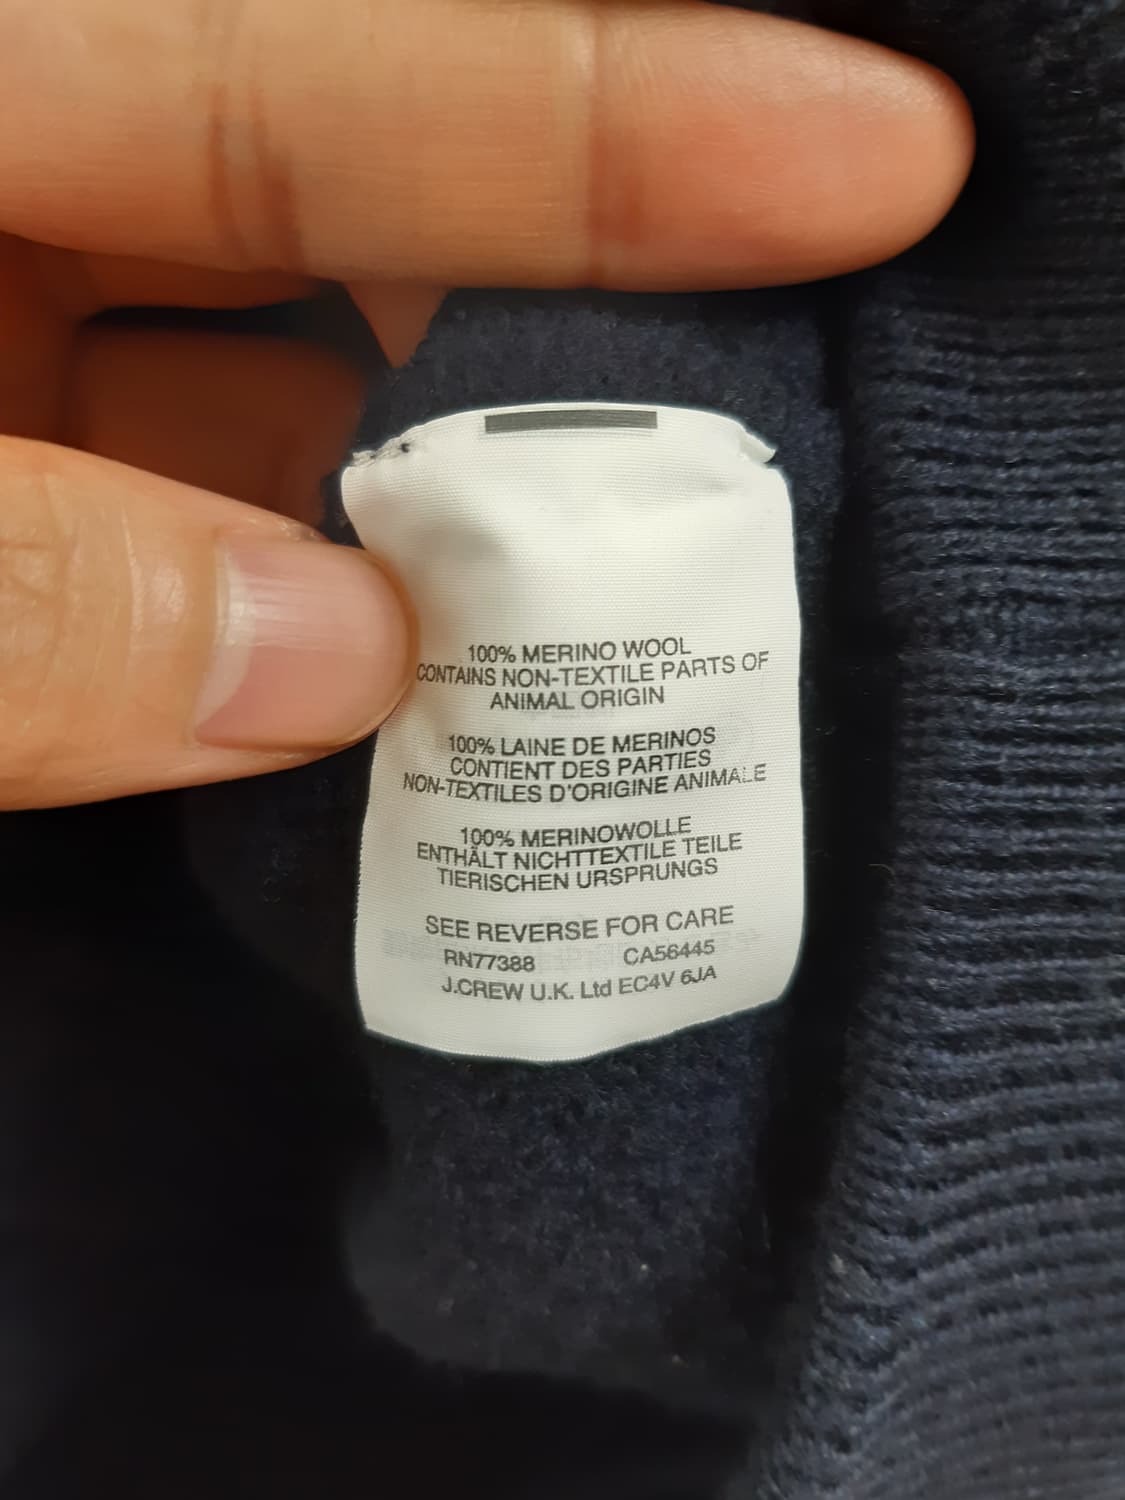 100% MERINO WOOL
CONTAINS NON-TEXTILE PARTS OF
ANIMAL ORIGIN
100% LAINE DE MERINOS
CONTIENT DES PARTIES
NON-TEXTILES D'ORIGINE ANIMALE
100% MERINOWOLLE
ENTHÄLT NICHTTEXTILE TEILE
TIERISCHEN URSPRUNGS
SEE REVERSE FOR CARE
RN77388 CA56445
J.CREW U.K. Ltd EC4V 6JA